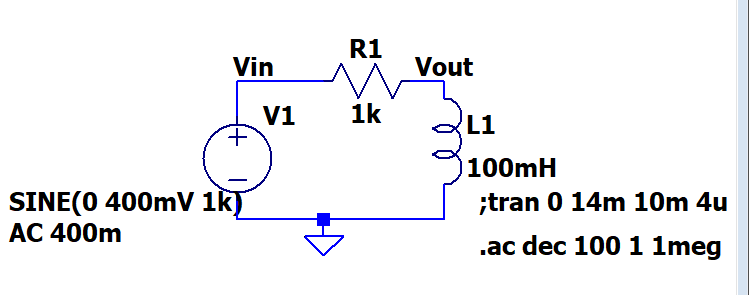 R1
Vin
Vout
V1
1k
L1
100mH
SINE(0 400mV 1k)
;tran 0 14m 10m 4u
AC 400m
.ac dec 100 1 1meg